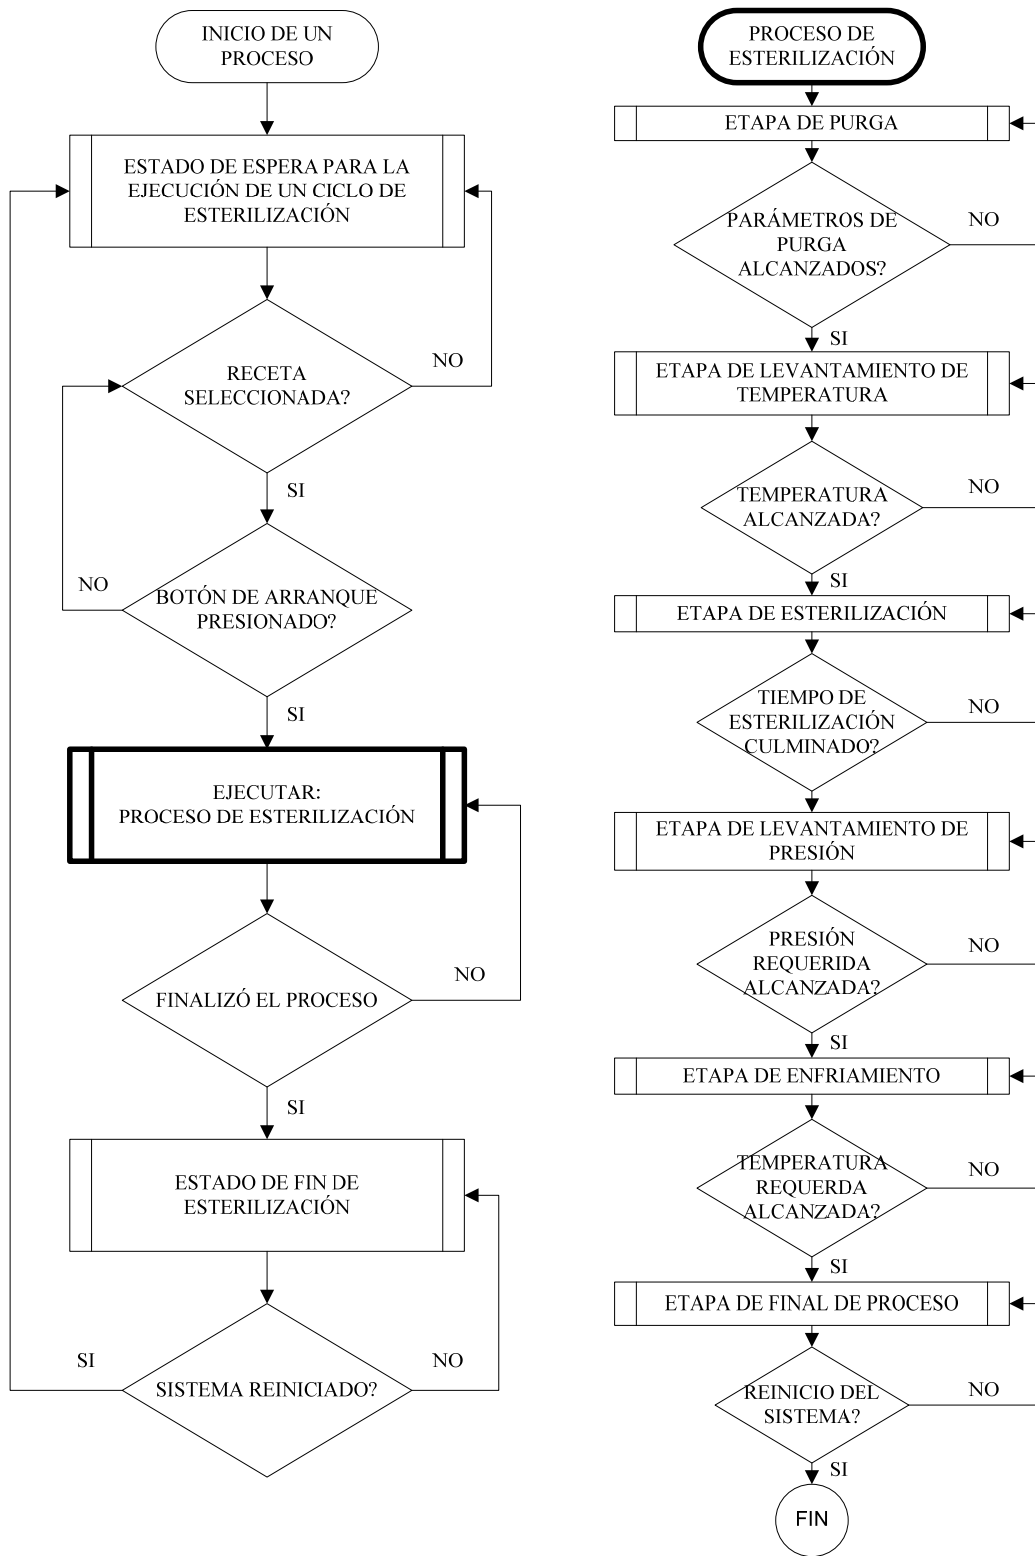 INICIO DE UN
PROCESO
ESTADO DE ESPERA PARA LA
EJECUCIÓN DE UN CICLO DE
ESTERILIZACIÓN
RECETA
SELECCIONADA?
NO
SI
BOTÓN DE ARRANQUE
PRESIONADO?
NO
SI
EJECUTAR:
PROCESO DE ESTERILIZACIÓN
FINALIZÓ EL PROCESO
NO
SI
ESTADO DE FIN DE
ESTERILIZACIÓN
SISTEMA REINICIADO?
SI
NO
PROCESO DE
ESTERILIZACIÓN
ETAPA DE PURGA
PARÁMETROS DE
PURGA
ALCANZADOS?
NO
SI
ETAPA DE LEVANTAMIENTO DE
TEMPERATURA
TEMPERATURA
ALCANZADA?
NO
SI
ETAPA DE ESTERILIZACIÓN
TIEMPO DE
ESTERILIZACIÓN
CULMINADO?
NO
ETAPA DE LEVANTAMIENTO DE
PRESIÓN
PRESIÓN
REQUERIDA
ALCANZADA?
NO
SI
ETAPA DE ENFRIAMIENTO
TEMPERATURA
REQUERDA
ALCANZADA?
NO
SI
ETAPA DE FINAL DE PROCESO
REINICIO DEL
SISTEMA?
NO
SI
FIN